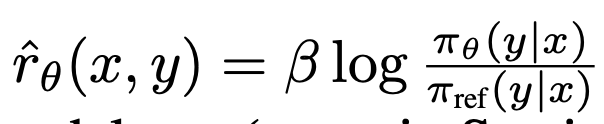 r̂_θ(x, y) = β log π_θ(y|x) / π_ref(y|x)